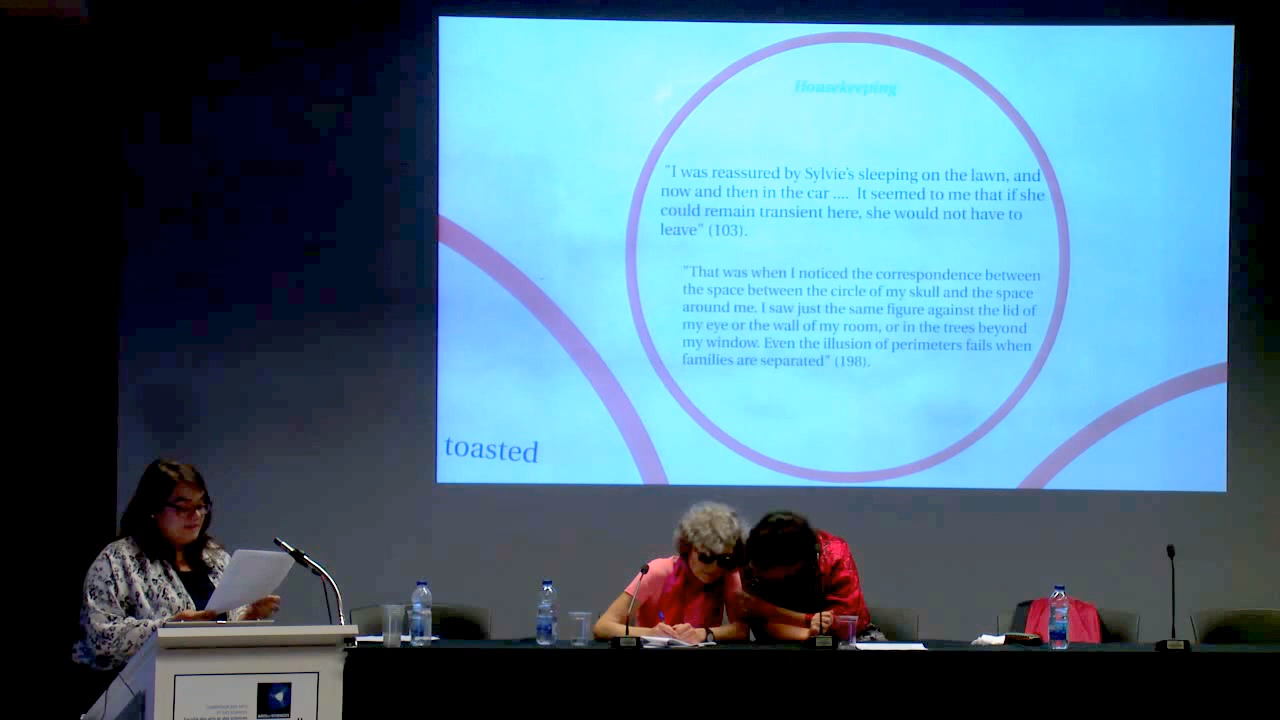 Housekeeping
"I was reassured by Sylvie's sleeping on the lawn, and
now and then in the car .... It seemed to me that if she
could remain transient here, she would not have to
leave" (103).
"That was when I noticed the correspondence between
the space between the circle of my skull and the space
around me. I saw just the same figure against the lid of
my eye or the wall of my room, or in the trees beyond
my window. Even the illusion of perimeters fails when
families are separated" (198).
toasted